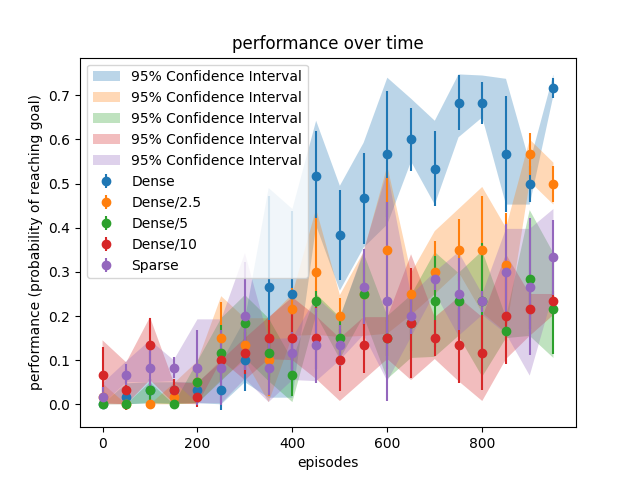 performance over time
performance (probability of reaching goal)
0.7
0.6
0.5
0.4
0.3
0.2
0.1
0.0
95% Confidence Interval
95% Confidence Interval
95% Confidence Interval
95% Confidence Interval
95% Confidence Interval
Dense
Dense/2.5
Dense/5
Dense/10
Sparse
0 200 400 600 800
episodes